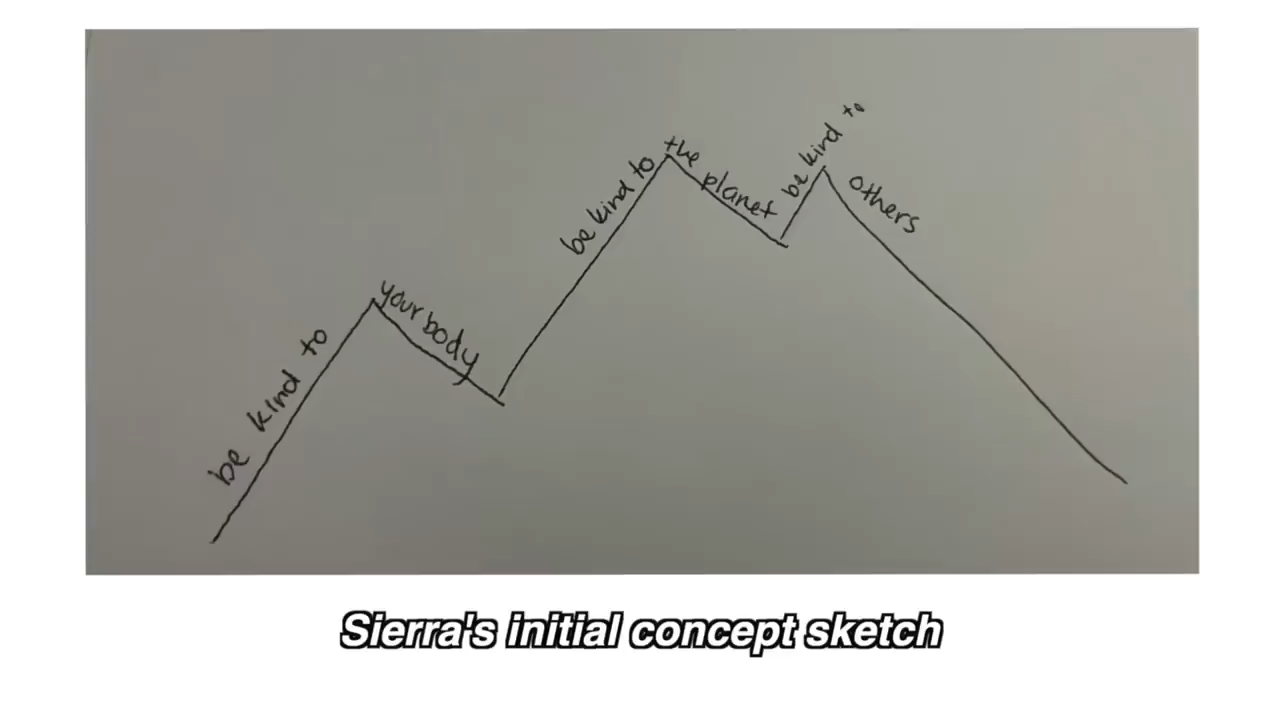 be kind to
your body
be kind to
the planet
be kind to
others
Sierra's initial concept sketch